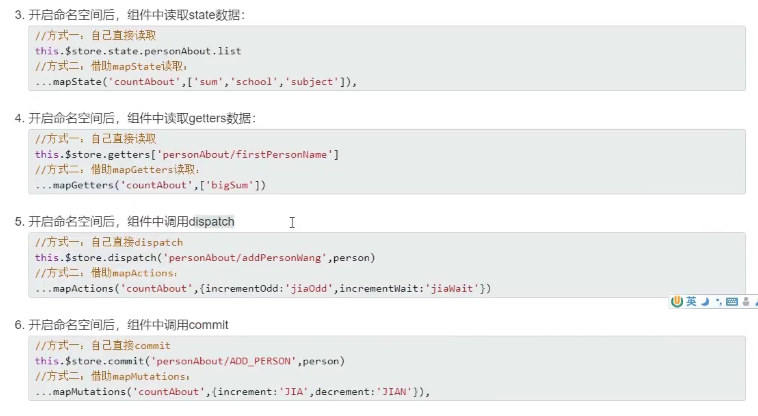 3. 开启命名空间后，组件中读取state数据：
//方式一：自己直接读取
this.$store.state.personAbout.list
//方式二：借助mapState读取：
...mapState('countAbout',['sum','school','subject']),
4. 开启命名空间后，组件中读取getters数据：
//方式一：自己直接读取
this.$store.getters['personAbout/firstPersonName']
//方式二：借助mapGetters读取：
...mapGetters('countAbout',['bigSum'])
5. 开启命名空间后，组件中调用dispatch
//方式一：自己直接dispatch
this.$store.dispatch('personAbout/addPersonWang',person)
//方式二：借助mapActions：
...mapActions('countAbout',{incrementOdd:'jiaOdd',incrementWait:'jiaWait'})
英
6. 开启命名空间后，组件中调用commit
//方式一：自己直接commit
this.$store.commit('personAbout/ADD_PERSON',person)
//方式二：借助mapMutations：
...mapMutations('countAbout',{increment:'JIA',decrement:'JIAN'}),